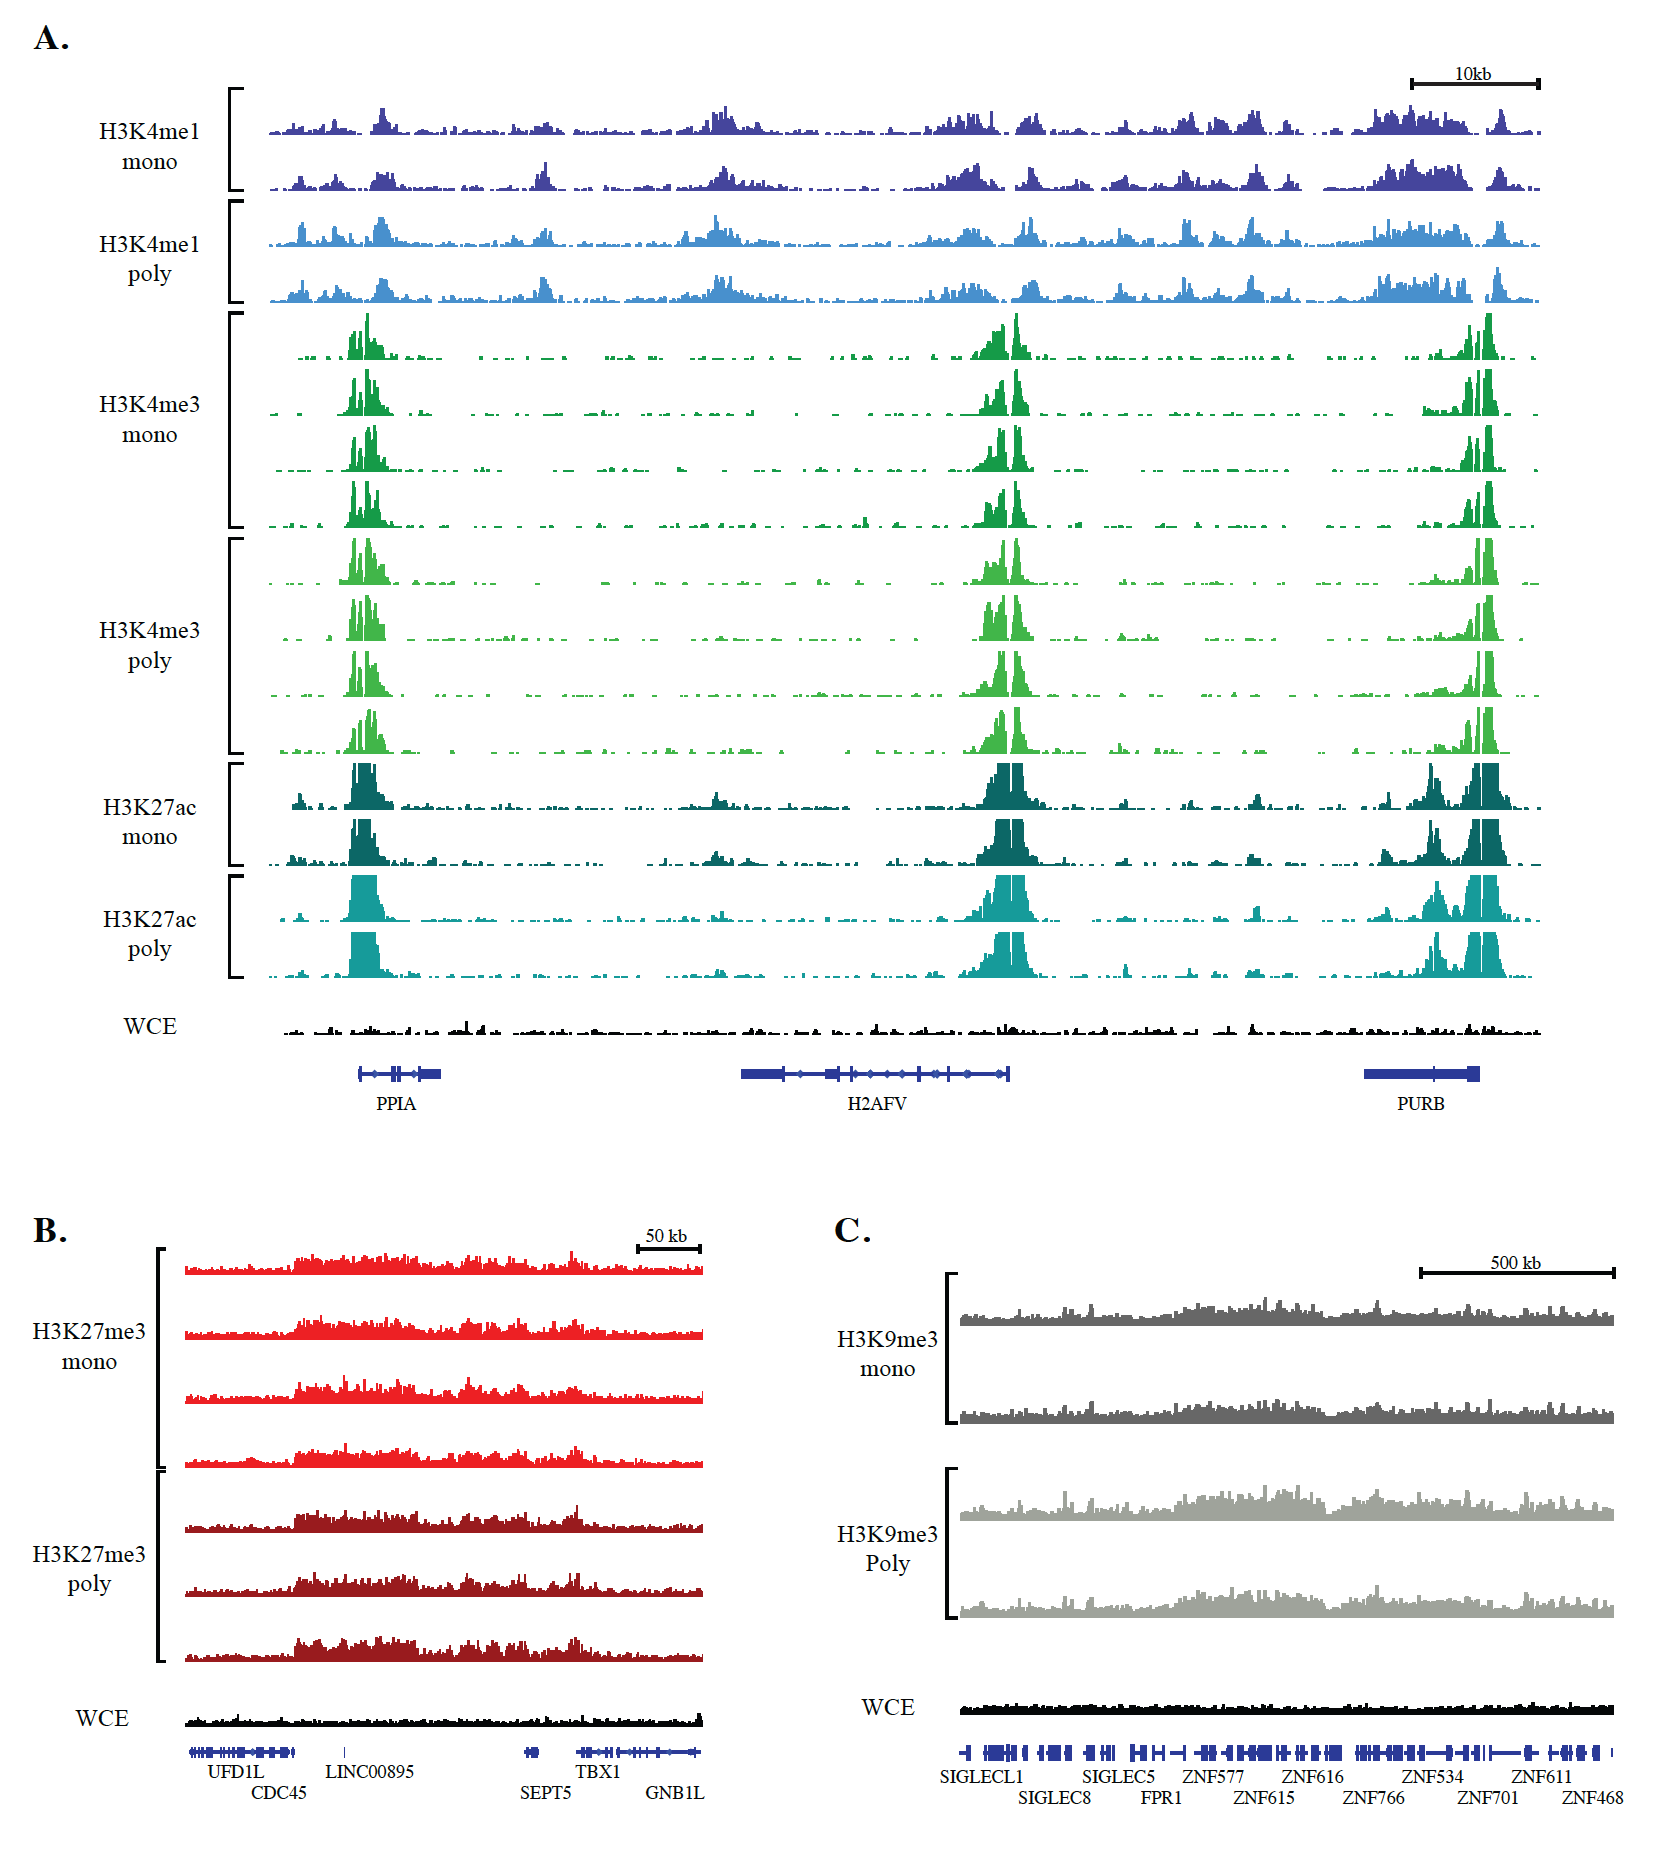 A.
10kb
H3K4me1
mono
H3K4me1
poly
H3K4me3
mono
H3K4me3
poly
H3K27ac
mono
H3K27ac
poly
WCE
PPIA H2AFV PURB
B.
50 kb
H3K27me3
mono
H3K27me3
poly
WCE
UFD1L LINC00895 TBX1
CDC45 SEPT5 GNB1L
C.
500 kb
H3K9me3
mono
H3K9me3
Poly
WCE
SIGLECL1 SIGLEC5 ZNF577 ZNF616 ZNF534 ZNF611
SIGLEC8 FPR1 ZNF615 ZNF766 ZNF701 ZNF468